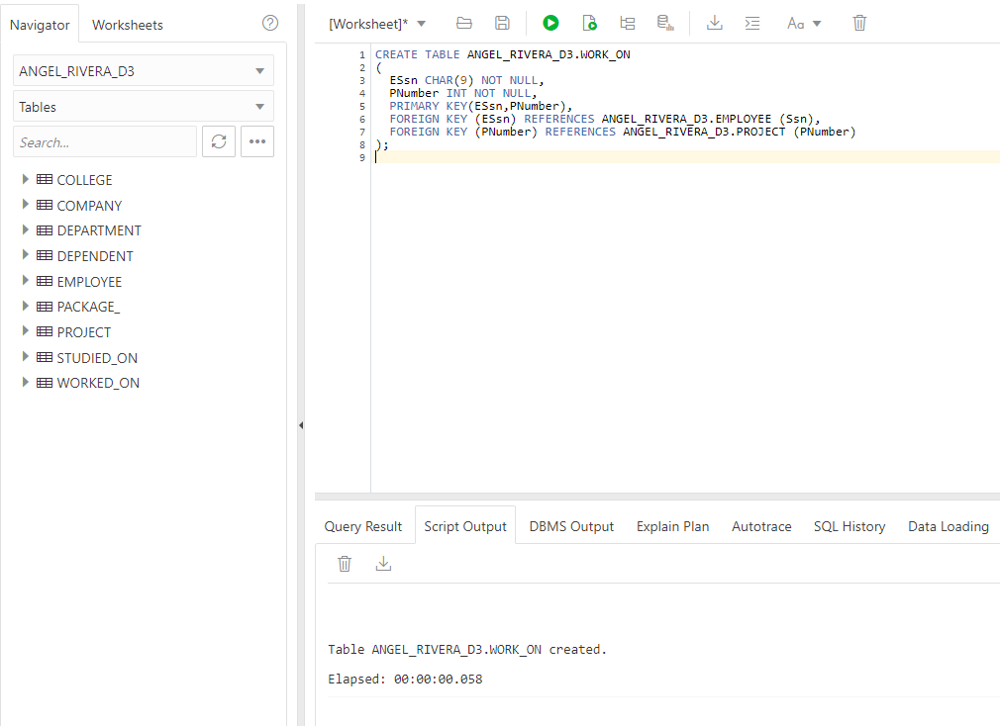 Navigator Worksheets
[Worksheet]* Aa
ANGEL_RIVERA_D3
Tables
Search...
COLLEGE
COMPANY
DEPARTMENT
DEPENDENT
EMPLOYEE
PACKAGE_
PROJECT
STUDIED_ON
WORKED_ON
1 CREATE TABLE ANGEL_RIVERA_D3.WORK_ON
2 (
3 ESsn CHAR(9) NOT NULL,
4 PNumber INT NOT NULL,
5 PRIMARY KEY(ESsn,PNumber),
6 FOREIGN KEY (ESsn) REFERENCES ANGEL_RIVERA_D3.EMPLOYEE (Ssn),
7 FOREIGN KEY (PNumber) REFERENCES ANGEL_RIVERA_D3.PROJECT (PNumber)
8 );
9
Query Result Script Output DBMS Output Explain Plan Autotrace SQL History Data Loading
Table ANGEL_RIVERA_D3.WORK_ON created.
Elapsed: 00:00:00.058